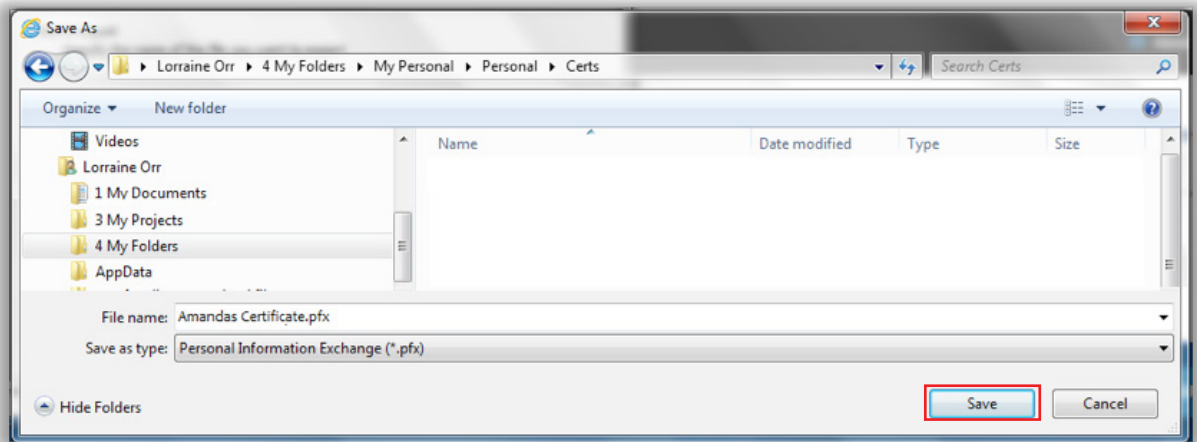 Save As
Lorraine Orr ▸ 4 My Folders ▸ My Personal ▸ Personal ▸ Certs
Search Certs
Organize
New folder
Name Date modified Type Size
Videos
Lorraine Orr
1 My Documents
3 My Projects
4 My Folders
AppData
File name: Amandas Certificate.pfx
Save as type: Personal Information Exchange (*.pfx)
Hide Folders
Save
Cancel